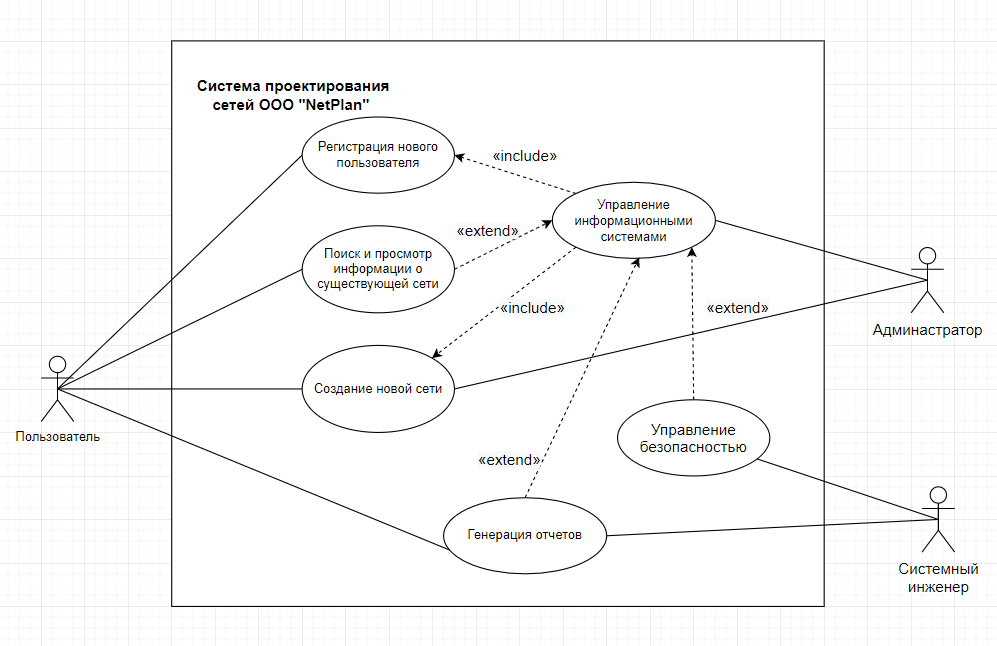 Система проектирования
сетей ООО "NetPlan"
Регистрация нового
пользователя
«include»
Управление
информационными
системами
«extend»
Поиск и просмотр
информации о
существующей сети
«include»
«extend»
Админастратор
Создание новой сети
Пользователь
Управление
безопасностью
«extend»
Генерация отчетов
Системный
инженер